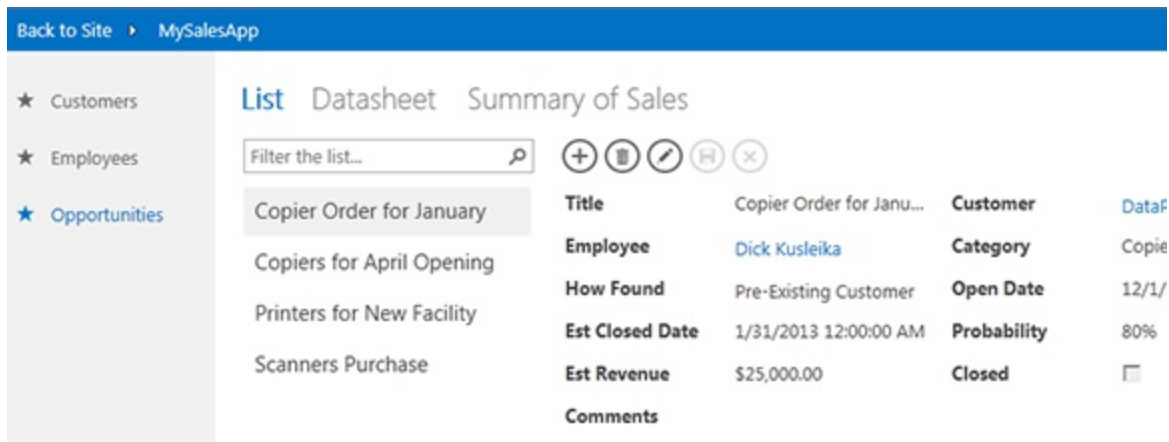 Back to Site MySalesApp
Customers
Employees
Opportunities
List Datasheet Summary of Sales
Filter the list...
Copier Order for January
Copiers for April Opening
Printers for New Facility
Scanners Purchase
Title Copier Order for Janu... Customer
Employee Dick Kusleika Category
How Found Pre-Existing Customer Open Date 12/1/
Est Closed Date 1/31/2013 12:00:00 AM Probability 80%
Est Revenue $25,000.00 Closed
Comments